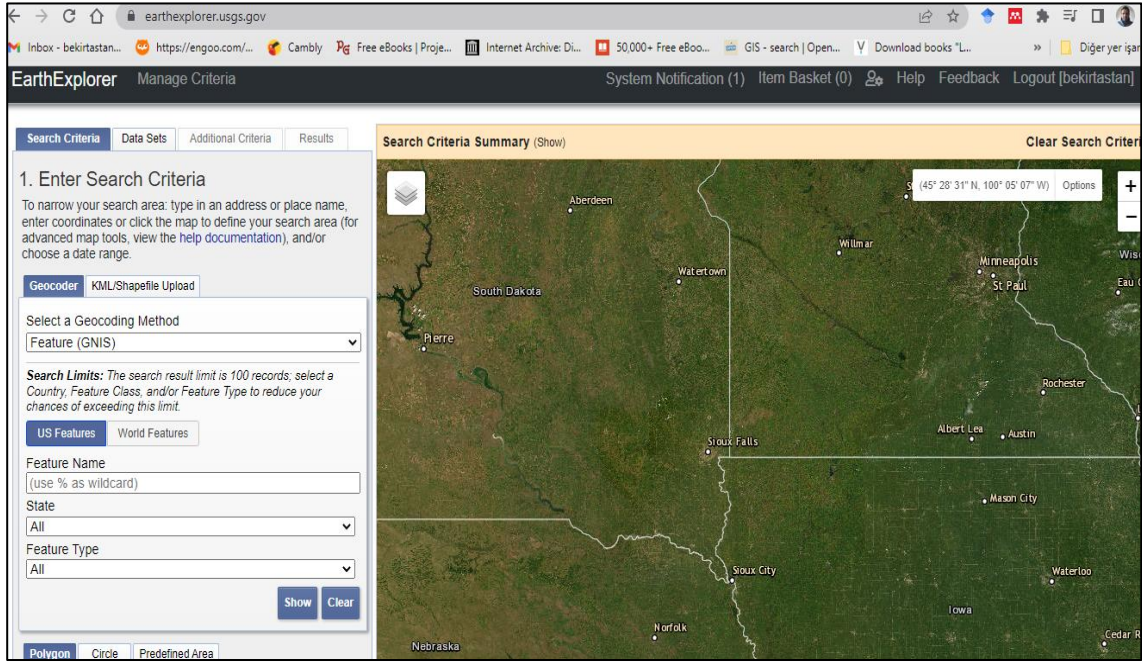 earthexplorer.usgs.gov
Inbox - bekirtastan... https://engoo.com/... Cambly Free eBooks | Proje... Internet Archive: Di... 50,000+ Free eBoo... GIS - search | Open... Download books "L... » Diğer yer işar
EarthExplorer Manage Criteria System Notification (1) Item Basket (0) Help Feedback Logout [bekirtastan]
Search Criteria Data Sets Additional Criteria Results
Search Criteria Summary (Show) Clear Search Criteri
1. Enter Search Criteria
To narrow your search area: type in an address or place name,
enter coordinates or click the map to define your search area (for
advanced map tools, view the help documentation), and/or
choose a date range.
Geocoder KML/Shapefile Upload
Select a Geocoding Method
Feature (GNIS)
Search Limits: The search result limit is 100 records; select a
Country, Feature Class, and/or Feature Type to reduce your
chances of exceeding this limit.
US Features World Features
Feature Name
(use % as wildcard)
State
All
Feature Type
All
Show Clear
Polygon Circle Predefined Area
(45° 28' 31" N, 100° 05' 07" W) Options +
−
Aberdeen
Willmar
Minneapolis
Wis
Watertown
St Paul
Eau
South Dakota
Pierre
Rochester
Albert Lea
Austin
Sioux Falls
Mason City
Sioux City
Waterloo
Iowa
Norfolk
Cedar R
Nebraska